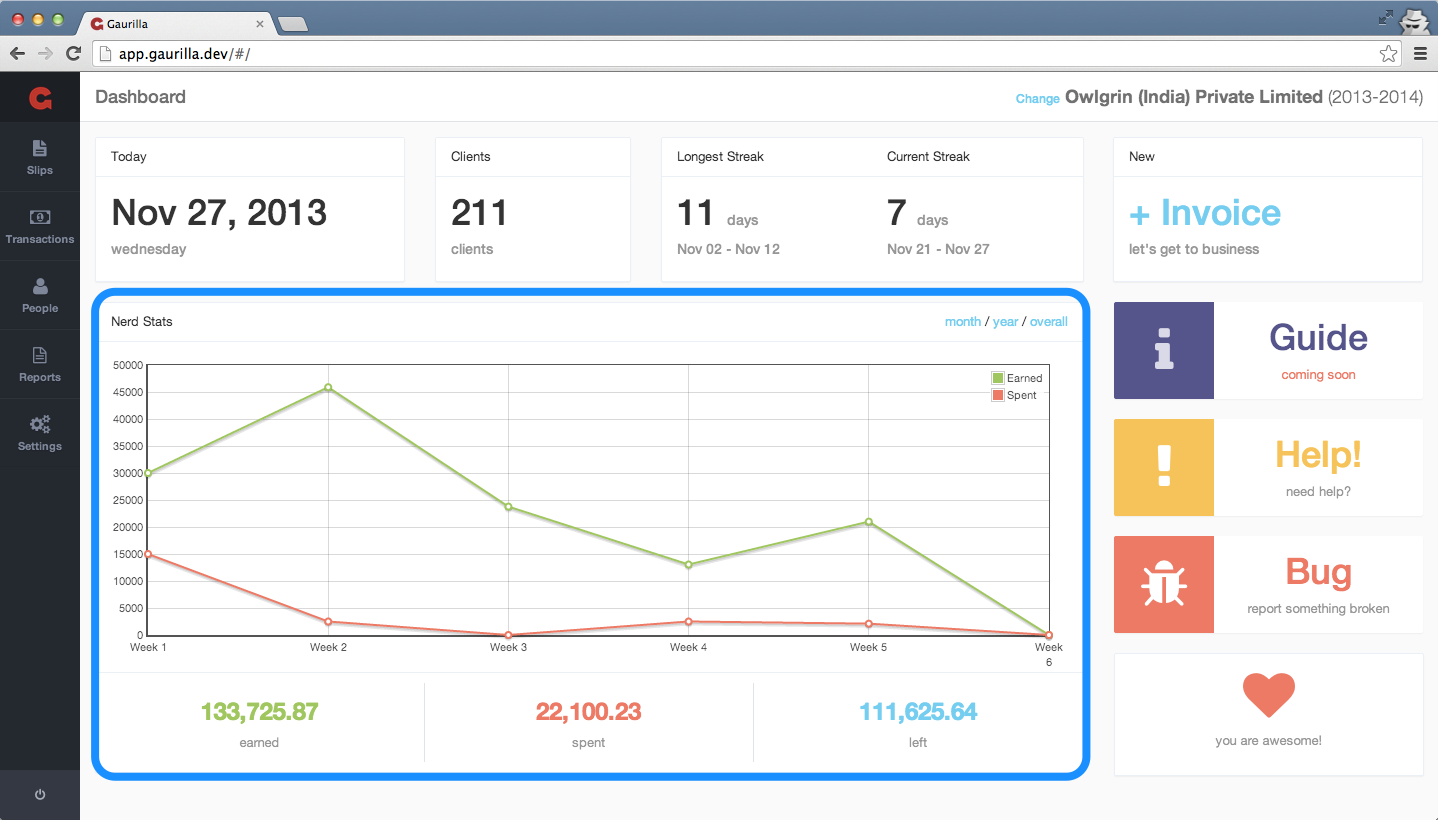 Gaurilla
app.gaurilla.dev/#/
Dashboard
Change Owlgrin (India) Private Limited (2013-2014)
Slips
Transactions
People
Reports
Settings
Today
Nov 27, 2013
wednesday
Clients
211
clients
Longest Streak
11 days
Nov 02 - Nov 12
Current Streak
7 days
Nov 21 - Nov 27
New
+ Invoice
let's get to business
Nerd Stats
month / year / overall
50000
45000
40000
35000
30000
25000
20000
15000
10000
5000
0
Earned
Spent
Week 1
Week 2
Week 3
Week 4
Week 5
Week
6
133,725.87
earned
22,100.23
spent
111,625.64
left
Guide
coming soon
Help!
need help?
Bug
report something broken
you are awesome!